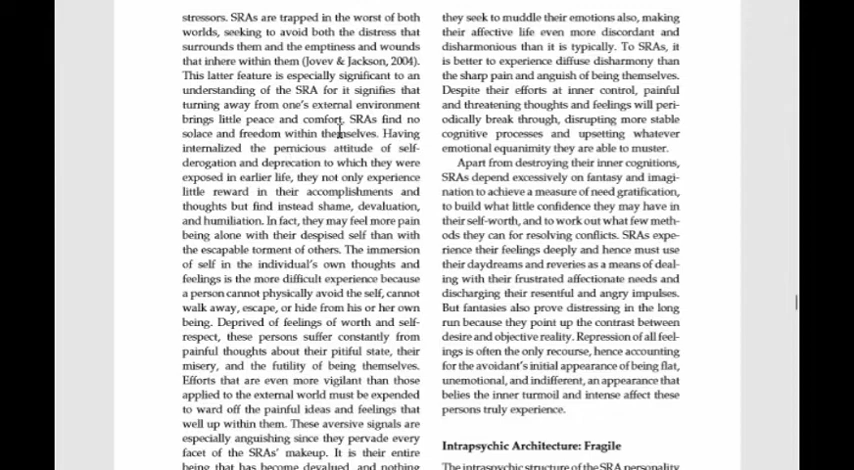 stressors. SRAs are trapped in the worst of both
worlds, seeking to avoid both the distress that
surrounds them and the emptiness and wounds
that inhere within them (Jovev & Jackson, 2004).
This latter feature is especially significant to an
understanding of the SRA for it signifies that
turning away from one's external environment
brings little peace and comfort. SRAs find no
solace and freedom within themselves. Having
internalized the pernicious attitude of self-
derogation and deprecation to which they were
exposed in earlier life, they not only experience
little reward in their accomplishments and
thoughts but find instead shame, devaluation,
and humiliation. In fact, they may feel more pain
being alone with their despised self than with
the escapable torment of others. The immersion
of self in the individual's own thoughts and
feelings is the more difficult experience because
a person cannot physically avoid the self, cannot
walk away, escape, or hide from his or her own
being. Deprived of feelings of worth and self-
respect, these persons suffer constantly from
painful thoughts about their pitiful state, their
misery, and the futility of being themselves.
Efforts that are even more vigilant than those
applied to the external world must be expended
to ward off the painful ideas and feelings that
well up within them. These aversive signals are
especially anguishing since they pervade every
facet of the SRAs' makeup. It is their entire
being that has become devalued, and nothing
they seek to muddle their emotions also, making
their affective life even more discordant and
disharmonious than it is typically. To SRAs, it
is better to experience diffuse disharmony than
the sharp pain and anguish of being themselves.
Despite their efforts at inner control, painful
and threatening thoughts and feelings will peri-
odically break through, disrupting more stable
cognitive processes and upsetting whatever
emotional equanimity they are able to muster.
Apart from destroying their inner cognitions,
SRAs depend excessively on fantasy and imagi-
nation to achieve a measure of need gratification,
to build what little confidence they may have in
their self-worth, and to work out what few meth-
ods they can for resolving conflicts. SRAs expe-
rience their feelings deeply and hence must use
their daydreams and reveries as a means of deal-
ing with their frustrated affectionate needs and
discharging their resentful and angry impulses.
But fantasies also prove distressing in the long
run because they point up the contrast between
desire and objective reality. Repression of all feel-
ings is often the only recourse, hence accounting
for the avoidant's initial appearance of being flat,
unemotional, and indifferent, an appearance that
belies the inner turmoil and intense affect these
persons truly experience.
Intrapsychic Architecture: Fragile
The intrapsychic structure of the SRA personality